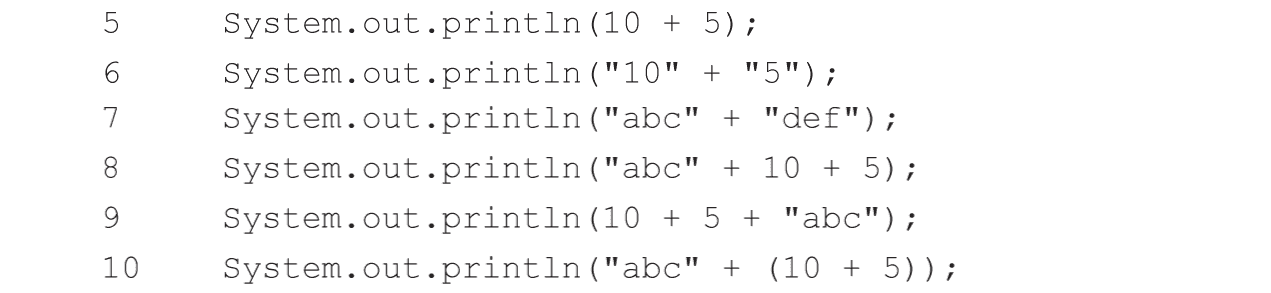 5 System.out.println(10 + 5);
6 System.out.println("10" + "5");
7 System.out.println("abc" + "def");
8 System.out.println("abc" + 10 + 5);
9 System.out.println(10 + 5 + "abc");
10 System.out.println("abc" + (10 + 5));